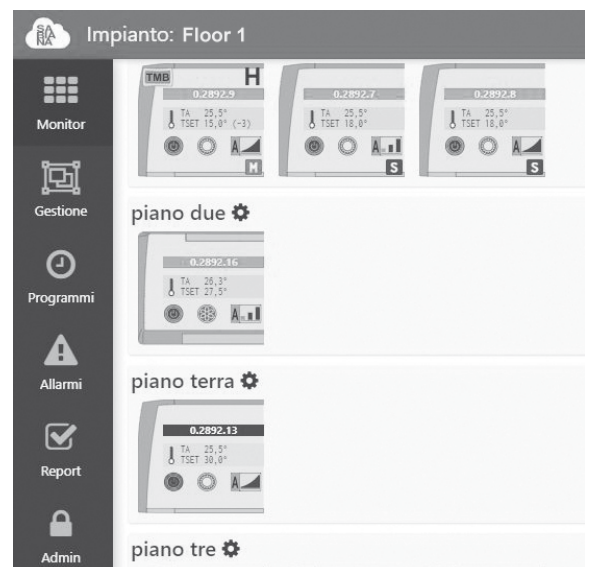 SABIANA
Impianto: Floor 1
Monitor
Gestione
Programmi
Allarmi
Report
Admin
TMB
H
0.2892.9
TA 25,5°
TSET 15,0° (-3)
A
M
0.2892.7
TA 25,5°
TSET 18,0°
A
S
0.2892.8
TA 25,5°
TSET 18,0°
A
S
piano due
0.2892.16
TA 26,3°
TSET 27,5°
A
piano terra
0.2892.13
TA 25,5°
TSET 30,0°
A
piano tre